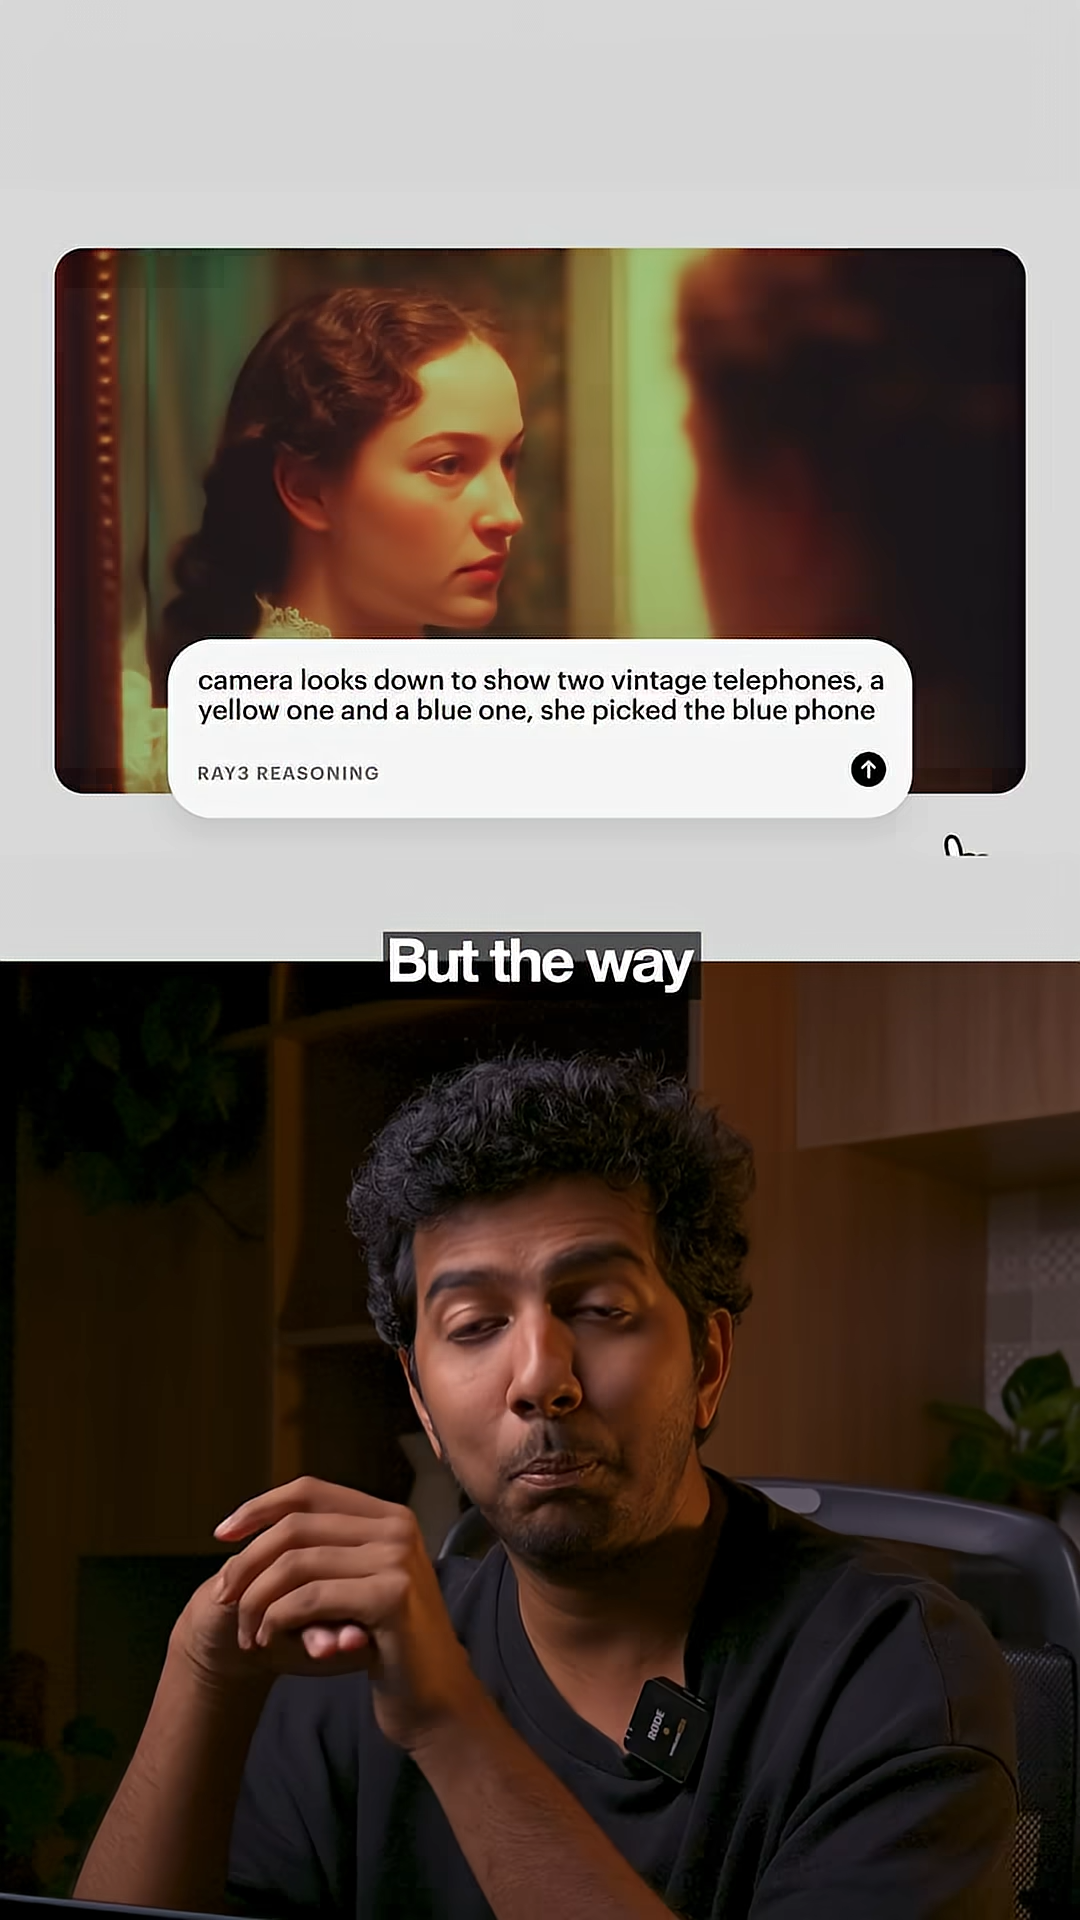 camera looks down to show two vintage telephones, a
yellow one and a blue one, she picked the blue phone
RAY3 REASONING
But the way
RØDE